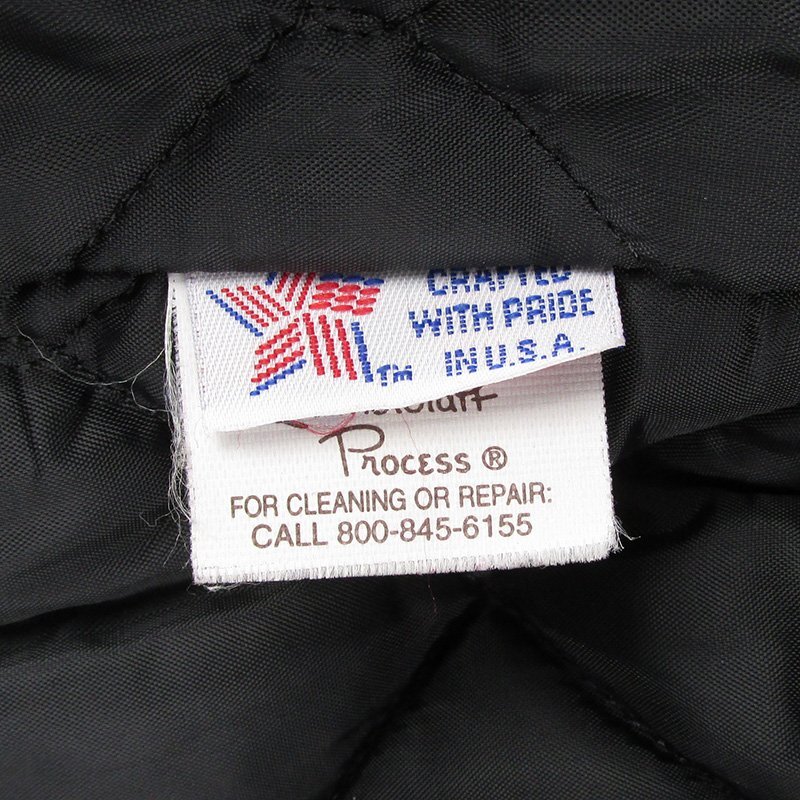 CRAFTED
WITH PRIDE
IN U.S.A.
TM
Process ®
FOR CLEANING OR REPAIR:
CALL 800-845-6155